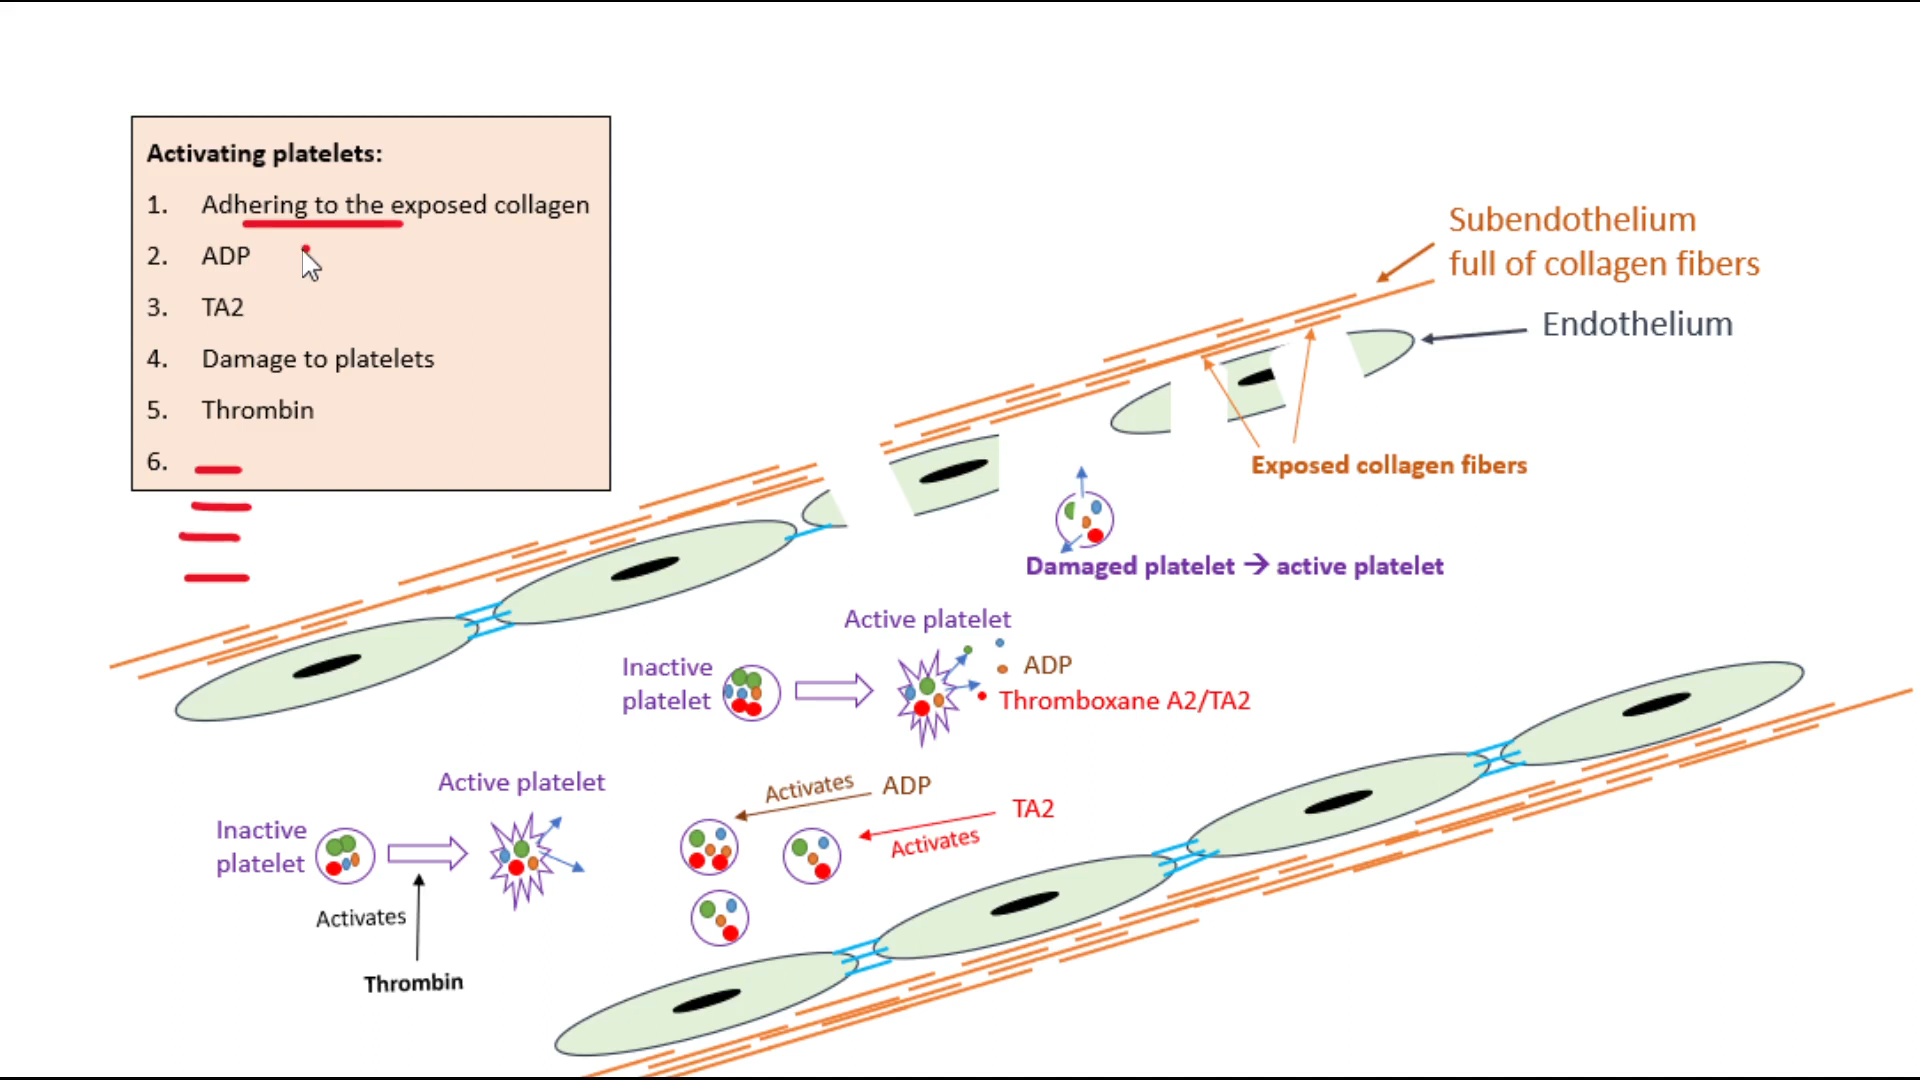 Activating platelets:
1. Adhering to the exposed collagen
2. ADP
3. TA2
4. Damage to platelets
5. Thrombin
6.
Subendothelium
full of collagen fibers
Endothelium
Exposed collagen fibers
Damaged platelet → active platelet
Active platelet
Inactive
platelet
ADP
Thromboxane A2/TA2
Active platelet
Inactive
platelet
Activates
Thrombin
Activates
ADP
TA2
Activates